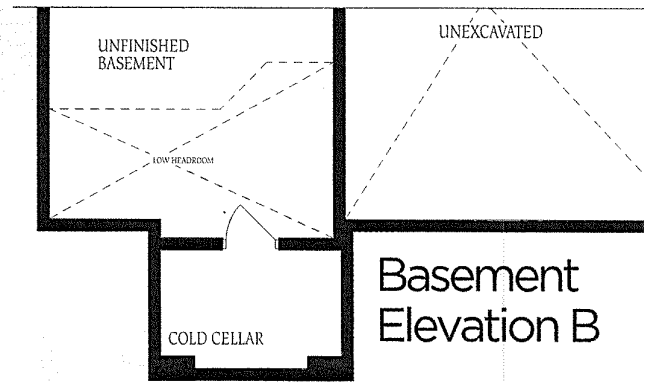 UNFINISHED
BASEMENT
UNEXCAVATED
LOW HEADROOM
COLD CELLAR
Basement
Elevation B